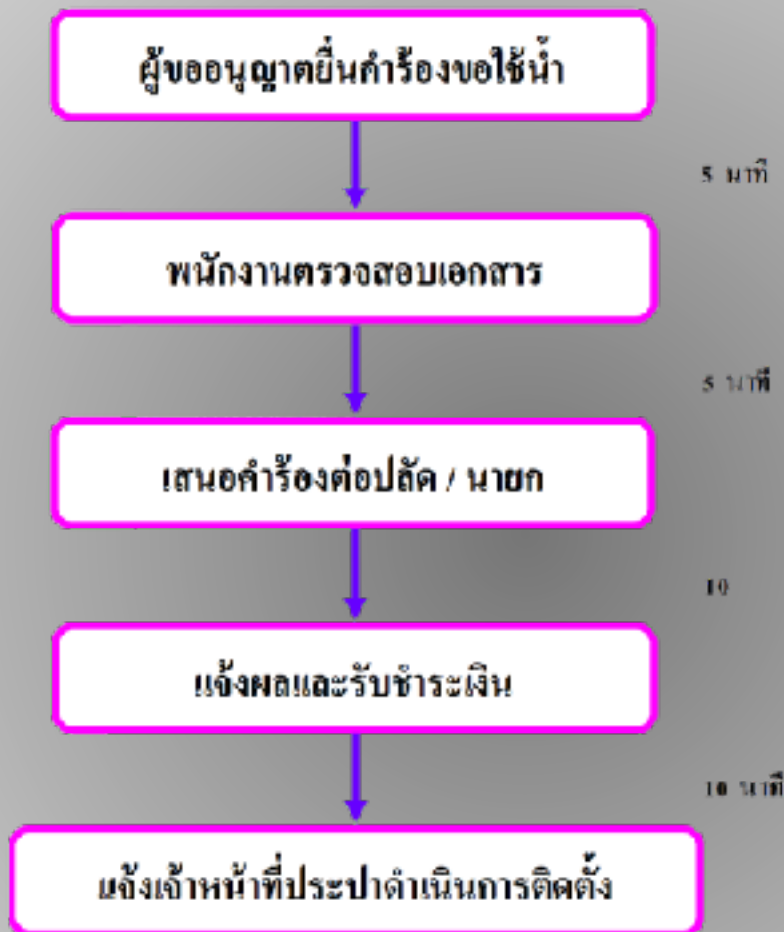 ผู้ขออนุญาตยื่นคำร้องขอใช้น้ำ
5 นาที
พนักงานตรวจสอบเอกสาร
5 นาที
เสนอคำร้องต่อปลัด / นายก
10
แจ้งผลและรับชำระเงิน
10 นาที
แจ้งเจ้าหน้าที่ประปาดำเนินการติดตั้ง